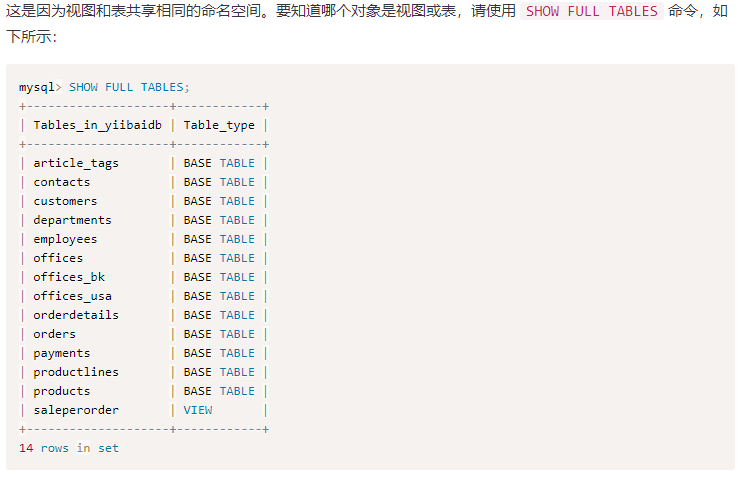 这是因为视图和表共享相同的命名空间。要知道哪个对象是视图或表，请使用 SHOW FULL TABLES 命令，如
下所示：
mysql> SHOW FULL TABLES;
+--------------------+------------+
| Tables_in_yiibaidb | Table_type |
+--------------------+------------+
| article_tags       | BASE TABLE |
| contacts           | BASE TABLE |
| customers          | BASE TABLE |
| departments        | BASE TABLE |
| employees          | BASE TABLE |
| offices            | BASE TABLE |
| offices_bk         | BASE TABLE |
| offices_usa        | BASE TABLE |
| orderdetails       | BASE TABLE |
| orders             | BASE TABLE |
| payments           | BASE TABLE |
| productlines       | BASE TABLE |
| products           | BASE TABLE |
| saleperorder       | VIEW       |
+--------------------+------------+
14 rows in set